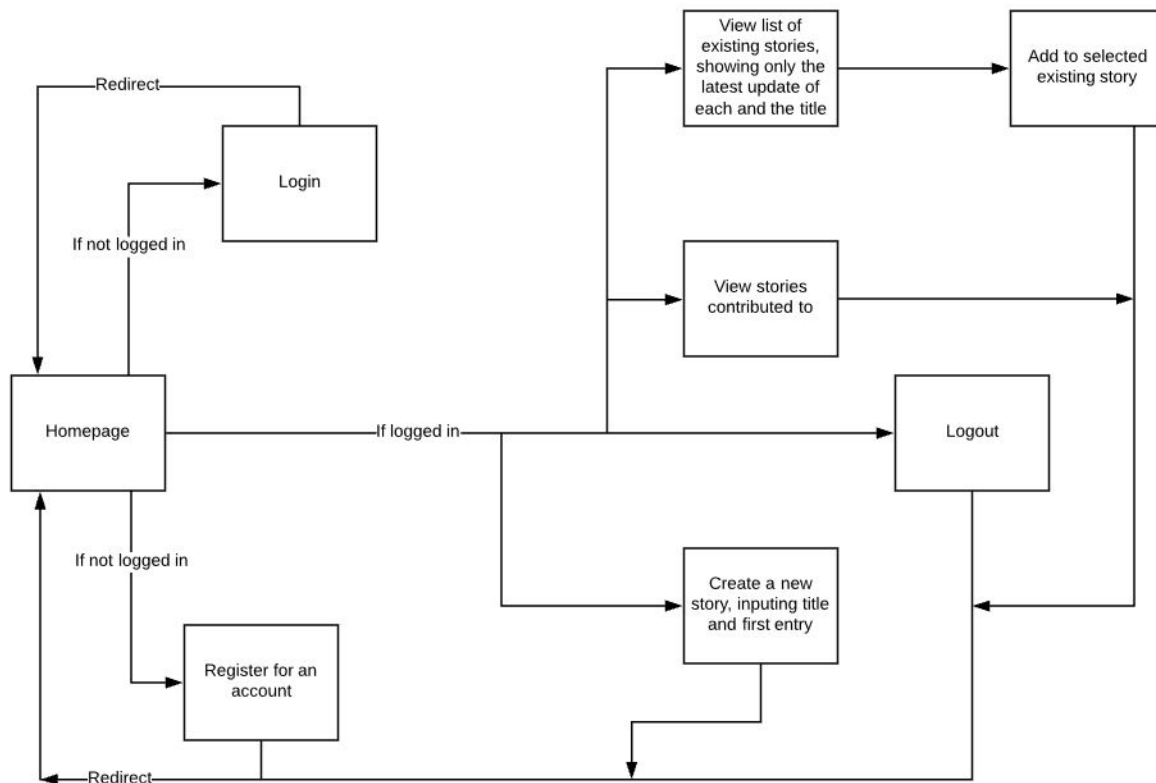 View list of
existing stories,
showing only the
latest update of
each and the title
Add to selected
existing story
Redirect
Login
If not logged in
View stories
contributed to
Homepage
If logged in
Logout
If not logged in
Create a new
story, inputing title
and first entry
Register for an
account
Redirect